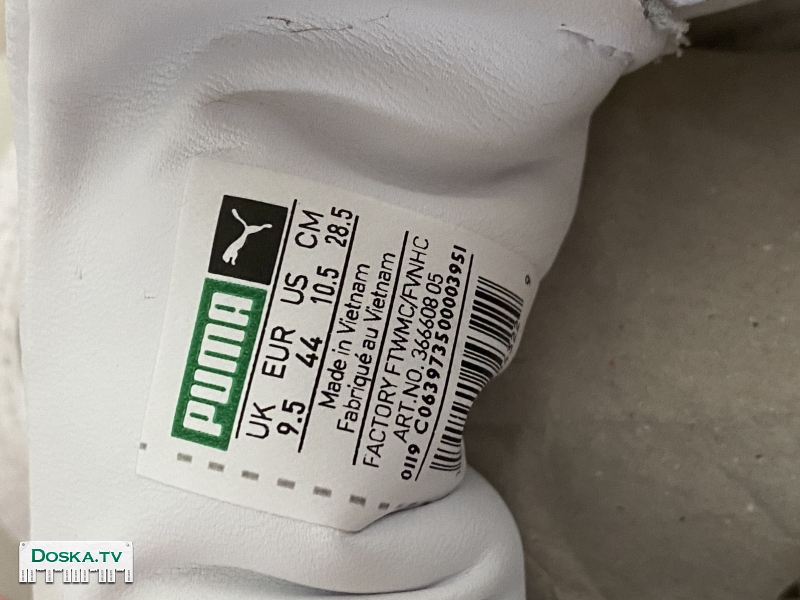 PUMA
UK EUR US CM
9.5 44 10.5 28.5
Made in Vietnam
Fabriqué au Vietnam
FACTORY FTWMC/FVNHC
ART.NO. 366608 05
0119 C063973500003951
DOSKA.TV